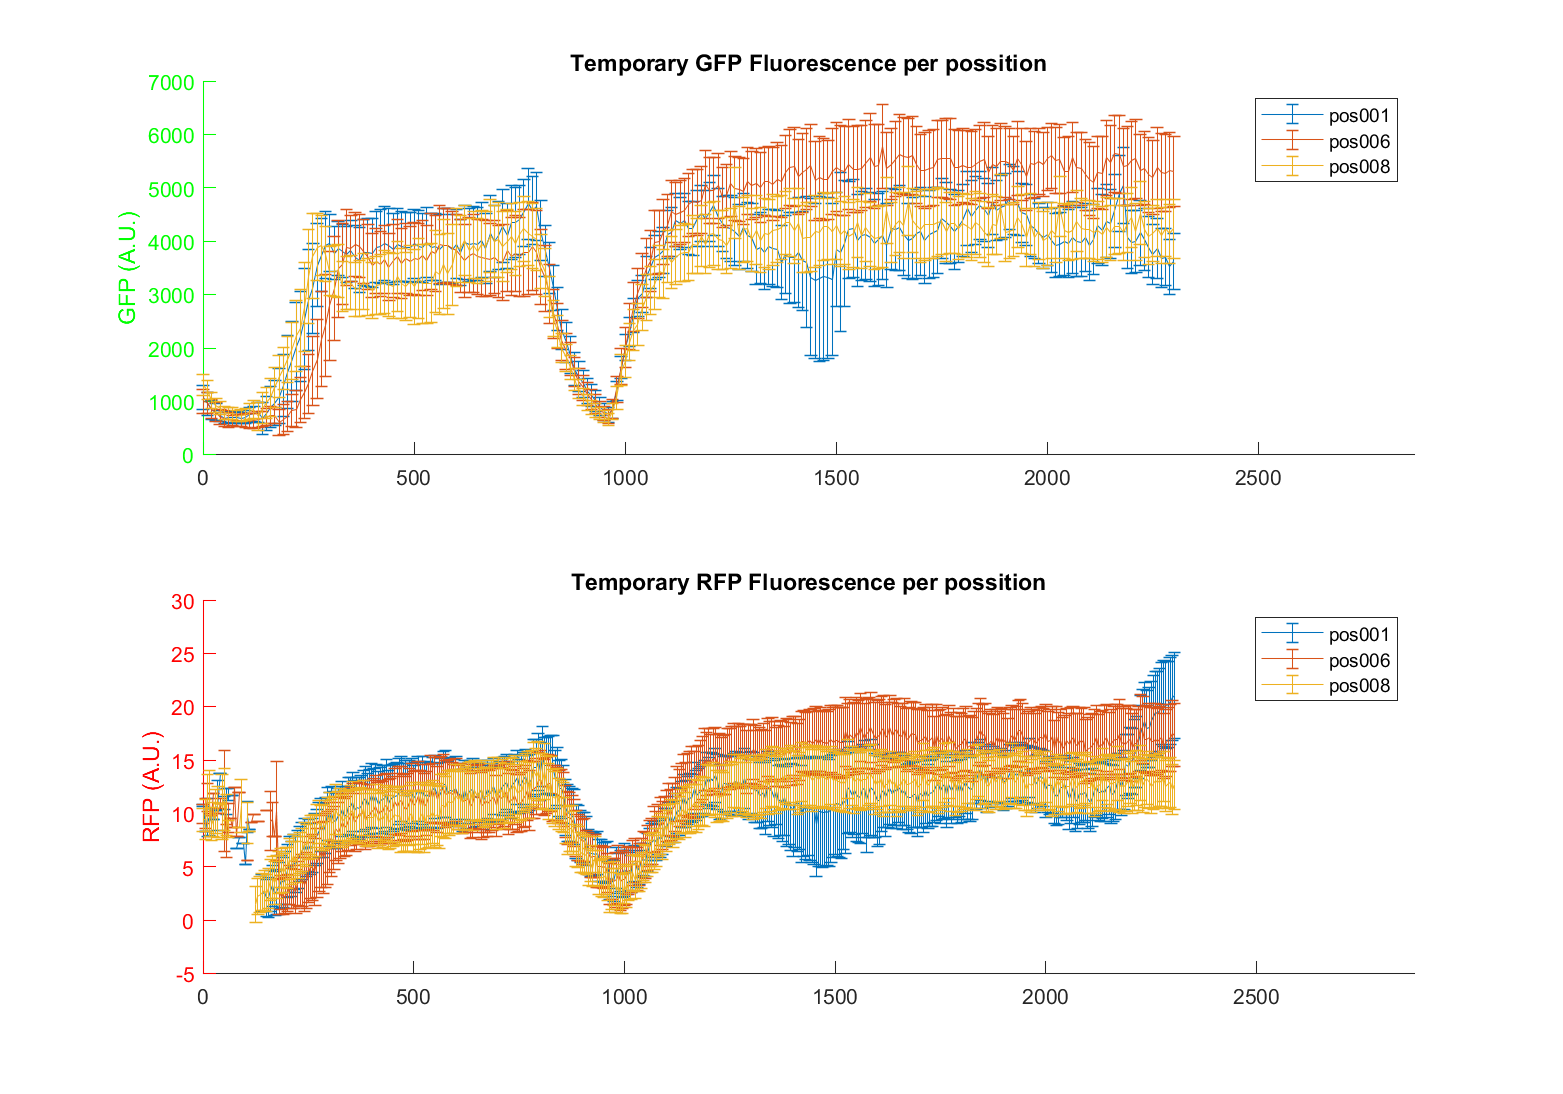 Temporary GFP Fluorescence per possition
GFP (A.U.)
7000
6000
5000
4000
3000
2000
1000
0
0 500 1000 1500 2000 2500
pos001
pos006
pos008
Temporary RFP Fluorescence per possition
RFP (A.U.)
30
25
20
15
10
5
0
-5
0 500 1000 1500 2000 2500
pos001
pos006
pos008